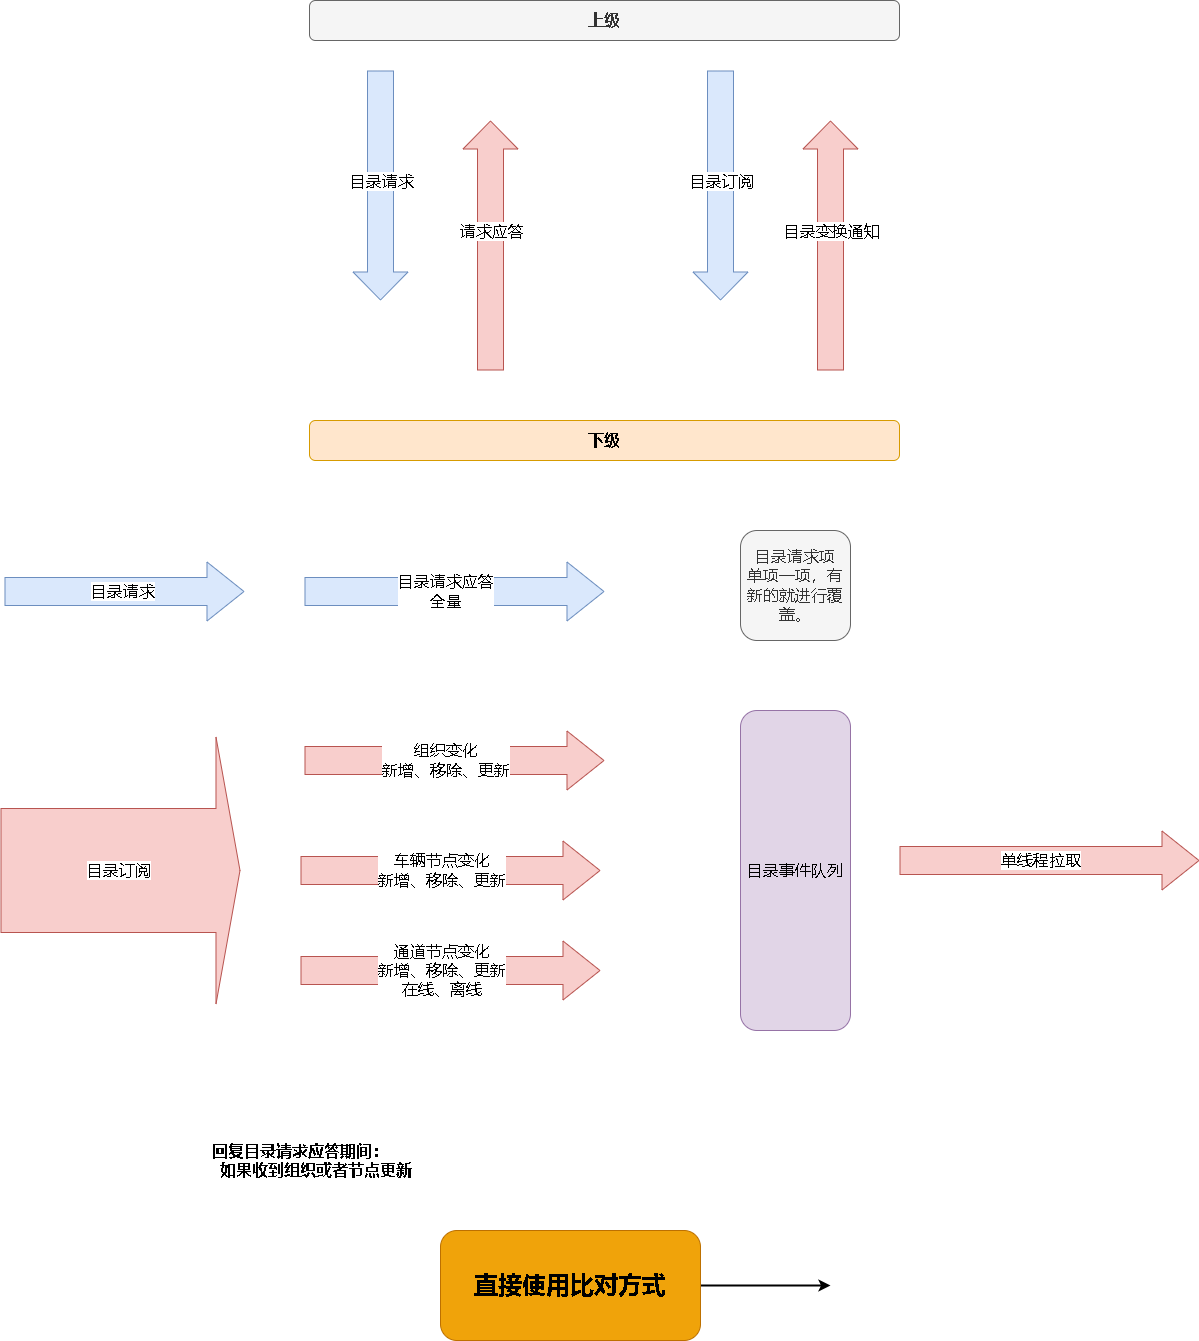 上级
目录请求
请求应答
目录订阅
目录变换通知
下级
目录请求
目录请求应答
全量
目录请求项
单项一项，有
新的就进行覆
盖。
目录订阅
组织变化
新增、移除、更新
车辆节点变化
新增、移除、更新
通道节点变化
新增、移除、更新
在线、离线
目录事件队列
单线程拉取
回复目录请求应答期间：
如果收到组织或者节点更新
直接使用比对方式